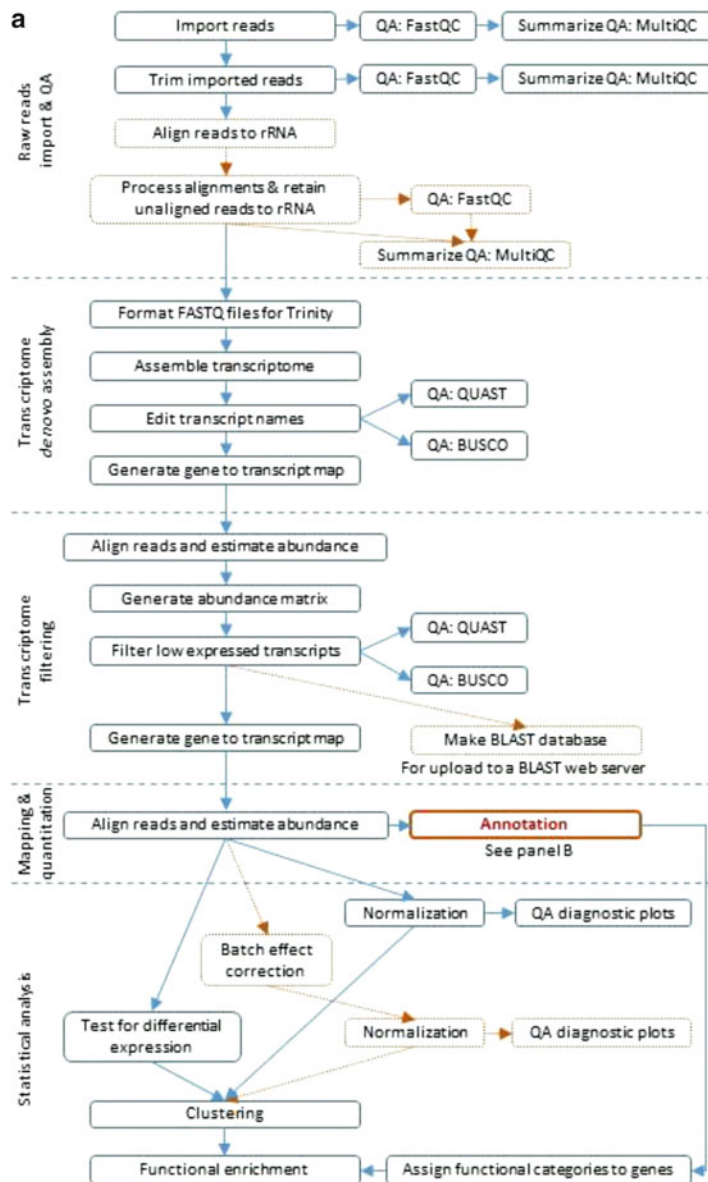 a
Raw reads
import & QA
Import reads
QA: FastQC
Summarize QA: MultiQC
Trim imported reads
QA: FastQC
Summarize QA: MultiQC
Align reads to rRNA
Process alignments & retain
unaligned reads to rRNA
QA: FastQC
Summarize QA: MultiQC
Transcriptome
denovo assembly
Format FASTQ files for Trinity
Assemble transcriptome
Edit transcript names
QA: QUAST
QA: BUSCO
Generate gene to transcript map
Transcriptome
filtering
Align reads and estimate abundance
Generate abundance matrix
Filter low expressed transcripts
QA: QUAST
QA: BUSCO
Generate gene to transcript map
Make BLAST database
For upload to a BLAST web server
Mapping &
quantitation
Align reads and estimate abundance
Annotation
See panel B
Statistical analysis
Normalization
QA diagnostic plots
Batch effect
correction
Test for differential
expression
Normalization
QA diagnostic plots
Clustering
Functional enrichment
Assign functional categories to genes